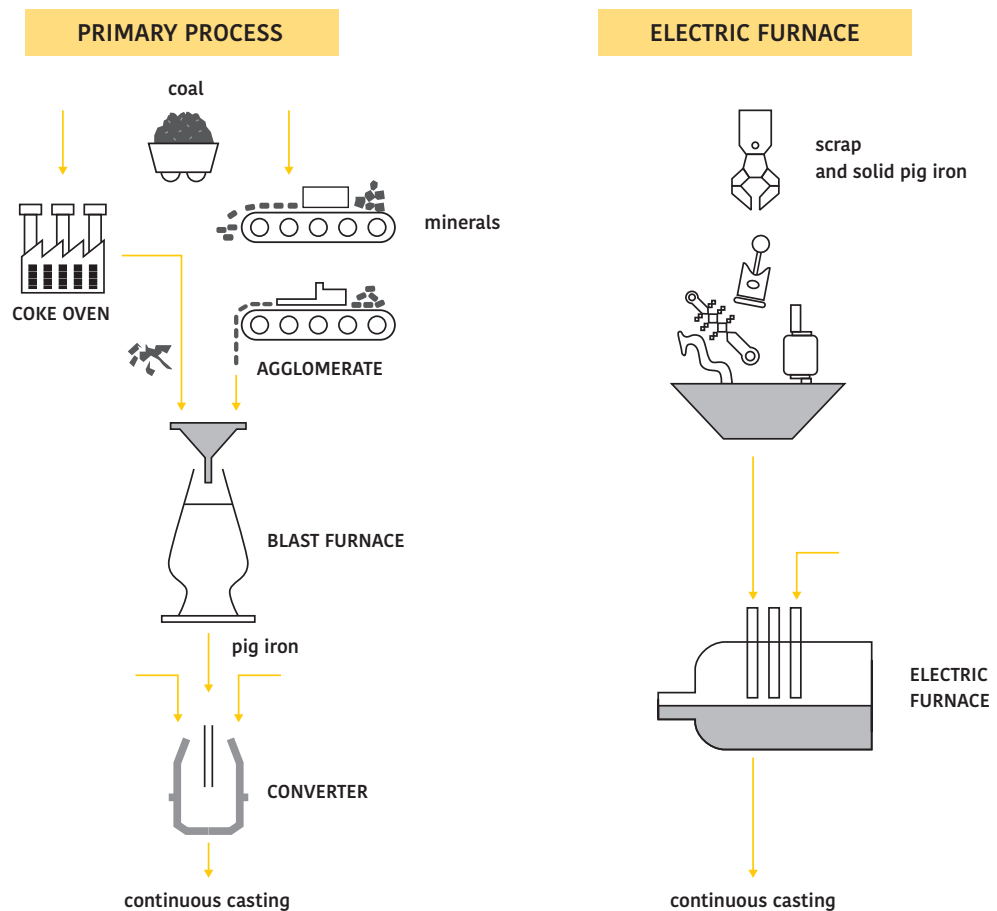 PRIMARY PROCESS
coal
minerals
COKE OVEN
AGGLOMERATE
BLAST FURNACE
pig iron
CONVERTER
continuous casting
ELECTRIC FURNACE
scrap
and solid pig iron
ELECTRIC
FURNACE
continuous casting